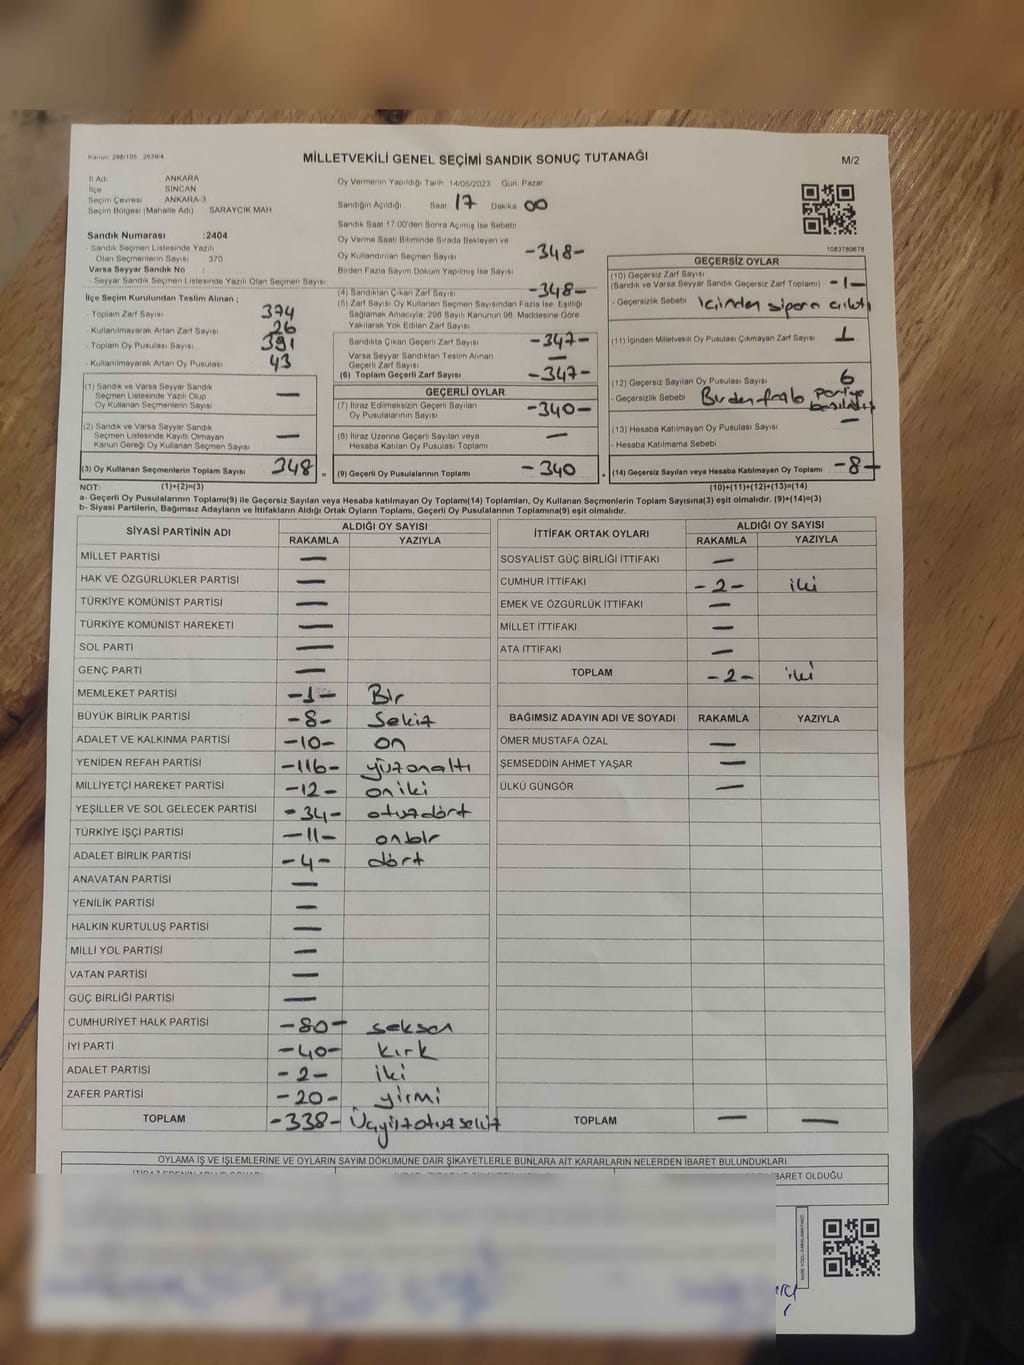 Kanun: 298/105 2839/4
MİLLETVEKİLİ GENEL SEÇİMİ SANDIK SONUÇ TUTANAĞI
M/2
İl Adı ANKARA
İlçe SİNCAN
Seçim Çevresi ANKARA-3
Seçim Bölgesi (Mahalle Adı) SARAYCIK MAH
Oy Vermenin Yapıldığı Tarih 14/05/2023 Gün Pazar
Sandığın Açıldığı Saat 17 Dakika 00
Sandık Saat 17:00'den Sonra Açılmış İse Sebebi
1083780678
Sandık Numarası :2404
- Sandık Seçmen Listesinde Yazılı
Olan Seçmenlerin Sayısı 370
Varsa Seyyar Sandık No :
- Seyyar Sandık Seçmen Listesinde Yazılı Olan Seçmen Sayısı
İlçe Seçim Kurulundan Teslim Alınan ;
- Toplam Zarf Sayısı 374
- Kullanılmayarak Artan Zarf Sayısı 26
- Toplam Oy Pusulası Sayısı 391
- Kullanılmayarak Artan Oy Pusulası 43
(1) Sandık ve Varsa Seyyar Sandık
Seçmen Listesinde Yazılı Olup
Oy Kullanan Seçmenlerin Sayısı —
(2) Sandık ve Varsa Seyyar Sandık
Seçmen Listesinde Kayıtlı Olmayan
Kanun Gereği Oy Kullanan Seçmen Sayısı —
(3) Oy Kullanan Seçmenlerin Toplam Sayısı 348 =
Oy Verme Saati Bitiminde Sırada Bekleyen ve
Oy Kullandırılan Seçmen Sayısı -348-
Birden Fazla Sayım Döküm Yapılmış İse Sayısı
(4) Sandıktan Çıkan Zarf Sayısı -348-
(5) Zarf Sayısı Oy Kullanan Seçmen Sayısından Fazla İse, Eşitliği
Sağlamak Amacıyla, 298 Sayılı Kanunun 98. Maddesine Göre
Yakılarak Yok Edilen Zarf Sayısı
Sandıkta Çıkan Geçerli Zarf Sayısı -347-
Varsa Seyyar Sandıktan Teslim Alınan
Geçerli Zarf Sayısı —
(6) Toplam Geçerli Zarf Sayısı -347-
GEÇERLİ OYLAR
(7) İtiraz Edilmeksizin Geçerli Sayılan
Oy Pusulalarının Sayısı -340-
(8) İtiraz Üzerine Geçerli Sayılan veya
Hesaba Katılan Oy Pusulası Sayısı —
(9) Geçerli Oy Pusulalarının Toplamı -340 +
GEÇERSİZ OYLAR
(10) Geçersiz Zarf Sayısı
(Sandık ve Varsa Seyyar Sandık Geçersiz Zarf Toplamı) -1-
- Geçersizlik Sebebi İçinden
(11) İçinden Milletvekili Oy Pusulası Çıkmayan Zarf Sayısı 1
(12) Geçersiz Sayılan Oy Pusulası Sayısı 6
- Geçersizlik Sebebi Birden partiye
(13) Hesaba Katılmayan Oy Pusulası Sayısı —
- Hesaba Katılmama Sebebi
(14) Geçersiz Sayılan veya Hesaba Katılmayan Oy Toplamı -8-
NOT: (1)+(2)=(3)
(10)+(11)+(12)+(13)=(14)
a- Geçerli Oy Pusulalarının Toplamı(9) ile Geçersiz Sayılan veya Hesaba Katılmayan Oy Toplamı(14) Toplamları, Oy Kullanan Seçmenlerin Toplam Sayısına(3) eşit olmalıdır. (9)+(14)=(3)
b- Siyasi Partilerin, Bağımsız Adayların ve İttifakların Aldığı Ortak Oyların Toplamı, Geçerli Oy Pusulalarının Toplamına(9) eşit olmalıdır.
SİYASİ PARTİNİN ADI ALDIĞI OY SAYISI
RAKAMLA YAZIYLA
MİLLET PARTİSİ —
HAK VE ÖZGÜRLÜKLER PARTİSİ —
TÜRKİYE KOMÜNİST PARTİSİ —
TÜRKİYE KOMÜNİST HAREKETİ —
SOL PARTİ —
GENÇ PARTİ —
MEMLEKET PARTİSİ -1- Bir
BÜYÜK BİRLİK PARTİSİ -8- Sekiz
ADALET VE KALKINMA PARTİSİ -10- on
YENİDEN REFAH PARTİSİ -116- yüzonaltı
MİLLİYETÇİ HAREKET PARTİSİ -12- oniki
YEŞİLLER VE SOL GELECEK PARTİSİ -34- otuzdört
TÜRKİYE İŞÇİ PARTİSİ -11- onbir
ADALET BİRLİK PARTİSİ -4- dört
ANAVATAN PARTİSİ —
YENİLİK PARTİSİ —
HALKIN KURTULUŞ PARTİSİ —
MİLLİ YOL PARTİSİ —
VATAN PARTİSİ —
GÜÇ BİRLİĞİ PARTİSİ —
CUMHURİYET HALK PARTİSİ -80- seksen
İYİ PARTİ -40- kırk
ADALET PARTİSİ -2- iki
ZAFER PARTİSİ -20- yirmi
TOPLAM -338- Üçyüzotuzsekiz
İTTİFAK ORTAK OYLARI ALDIĞI OY SAYISI
RAKAMLA YAZIYLA
SOSYALİST GÜÇ BİRLİĞİ İTTİFAKI —
CUMHUR İTTİFAKI -2- iki
EMEK VE ÖZGÜRLÜK İTTİFAKI —
MİLLET İTTİFAKI —
ATA İTTİFAKI —
TOPLAM -2- iki
BAĞIMSIZ ADAYIN ADI VE SOYADI RAKAMLA YAZIYLA
ÖMER MUSTAFA ÖZAL —
ŞEMSEDDİN AHMET YAŞAR —
ÜLKÜ GÜNGÖR —
TOPLAM — —
OYLAMA İŞ VE İŞLEMLERİNE VE OYLARIN SAYIM DÖKÜMÜNE DAİR ŞİKAYETLERLE BUNLARA AİT KARARLARIN NELERDEN İBARET BULUNDUKLARI
İBARET OLDUĞU